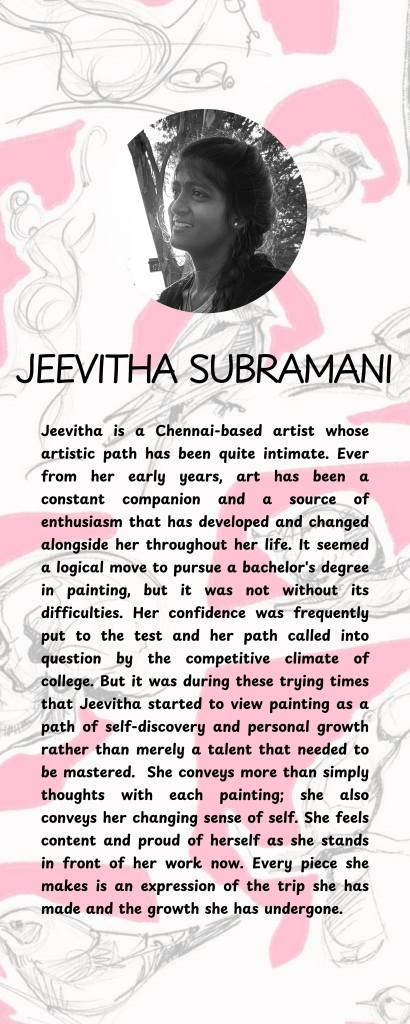 JEEVITHA SUBRAMANI
Jeevitha is a Chennai-based artist whose
artistic path has been quite intimate. Ever
from her early years, art has been a
constant companion and a source of
enthusiasm that has developed and changed
alongside her throughout her life. It seemed
a logical move to pursue a bachelor's degree
in painting, but it was not without its
difficulties. Her confidence was frequently
put to the test and her path called into
question by the competitive climate of
college. But it was during these trying times
that Jeevitha started to view painting as a
path of self-discovery and personal growth
rather than merely a talent that needed to
be mastered. She conveys more than simply
thoughts with each painting; she also
conveys her changing sense of self. She feels
content and proud of herself as she stands
in front of her work now. Every piece she
makes is an expression of the trip she has
made and the growth she has undergone.